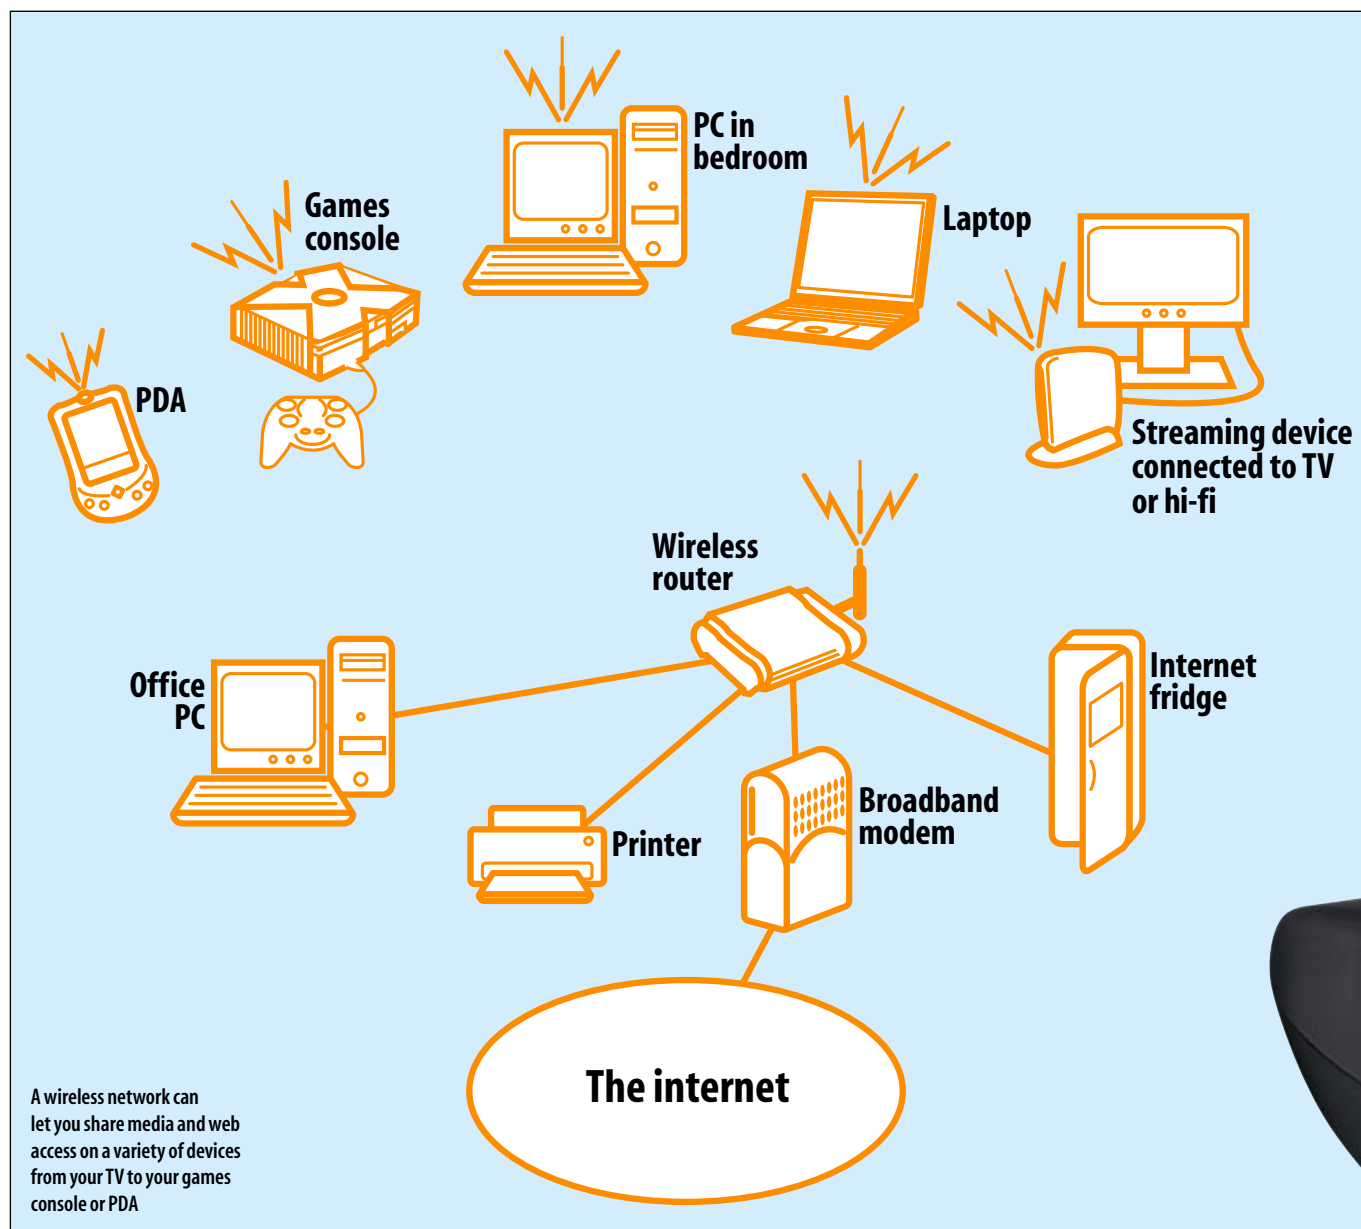 PC in
bedroom
Games
console
Laptop
PDA
Streaming device
connected to TV
or hi-fi
Wireless
router
Office
PC
Internet
fridge
Printer
Broadband
modem
The internet
A wireless network can
let you share media and web
access on a variety of devices
from your TV to your games
console or PDA